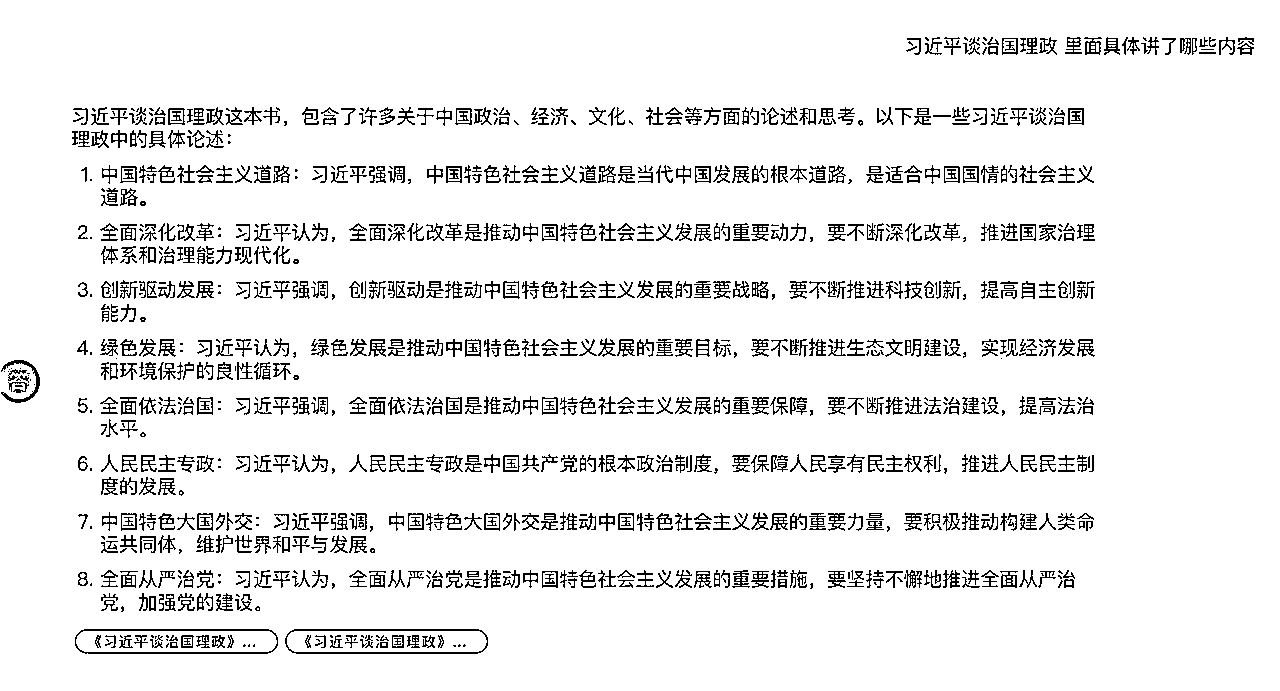 习近平谈治国理政 里面具体讲了哪些内容
习近平谈治国理政这本书，包含了许多关于中国政治、经济、文化、社会等方面的论述和思考。以下是一些习近平谈治国
理政中的具体论述：
1. 中国特色社会主义道路：习近平强调，中国特色社会主义道路是当代中国发展的根本道路，是适合中国国情的社会主义
道路。
2. 全面深化改革：习近平认为，全面深化改革是推动中国特色社会主义发展的重要动力，要不断深化改革，推进国家治理
体系和治理能力现代化。
3. 创新驱动发展：习近平强调，创新驱动是推动中国特色社会主义发展的重要战略，要不断推进科技创新，提高自主创新
能力。
4. 绿色发展：习近平认为，绿色发展是推动中国特色社会主义发展的重要目标，要不断推进生态文明建设，实现经济发展
和环境保护的良性循环。
5. 全面依法治国：习近平强调，全面依法治国是推动中国特色社会主义发展的重要保障，要不断推进法治建设，提高法治
水平。
6. 人民民主专政：习近平认为，人民民主专政是中国共产党的根本政治制度，要保障人民享有民主权利，推进人民民主制
度的发展。
7. 中国特色大国外交：习近平强调，中国特色大国外交是推动中国特色社会主义发展的重要力量，要积极推动构建人类命
运共同体，维护世界和平与发展。
8. 全面从严治党：习近平认为，全面从严治党是推动中国特色社会主义发展的重要措施，要坚持不懈地推进全面从严治
党，加强党的建设。
《习近平谈治国理政》... 《习近平谈治国理政》...